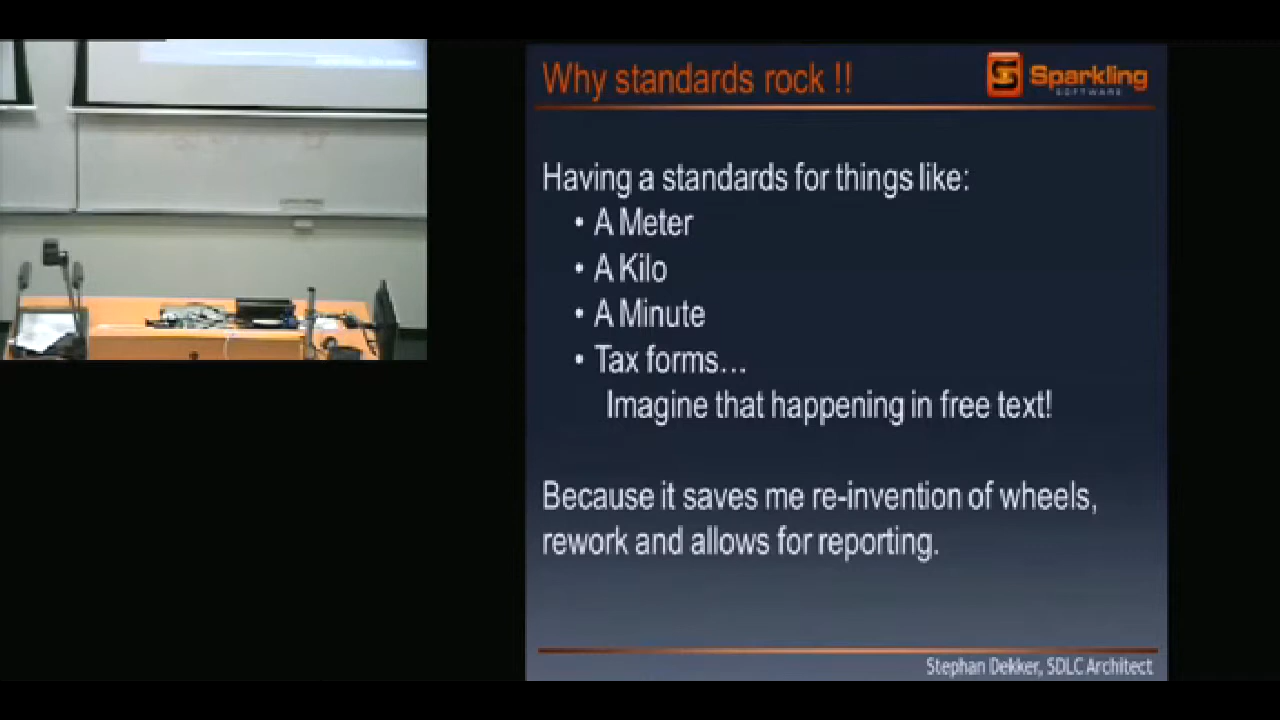 Why standards rock !!
Sparkling
SOFTWARE
Having a standards for things like:
• A Meter
• A Kilo
• A Minute
• Tax forms...
Imagine that happening in free text!
Because it saves me re-invention of wheels,
rework and allows for reporting.
Stephan Dekker, SDLC Architect